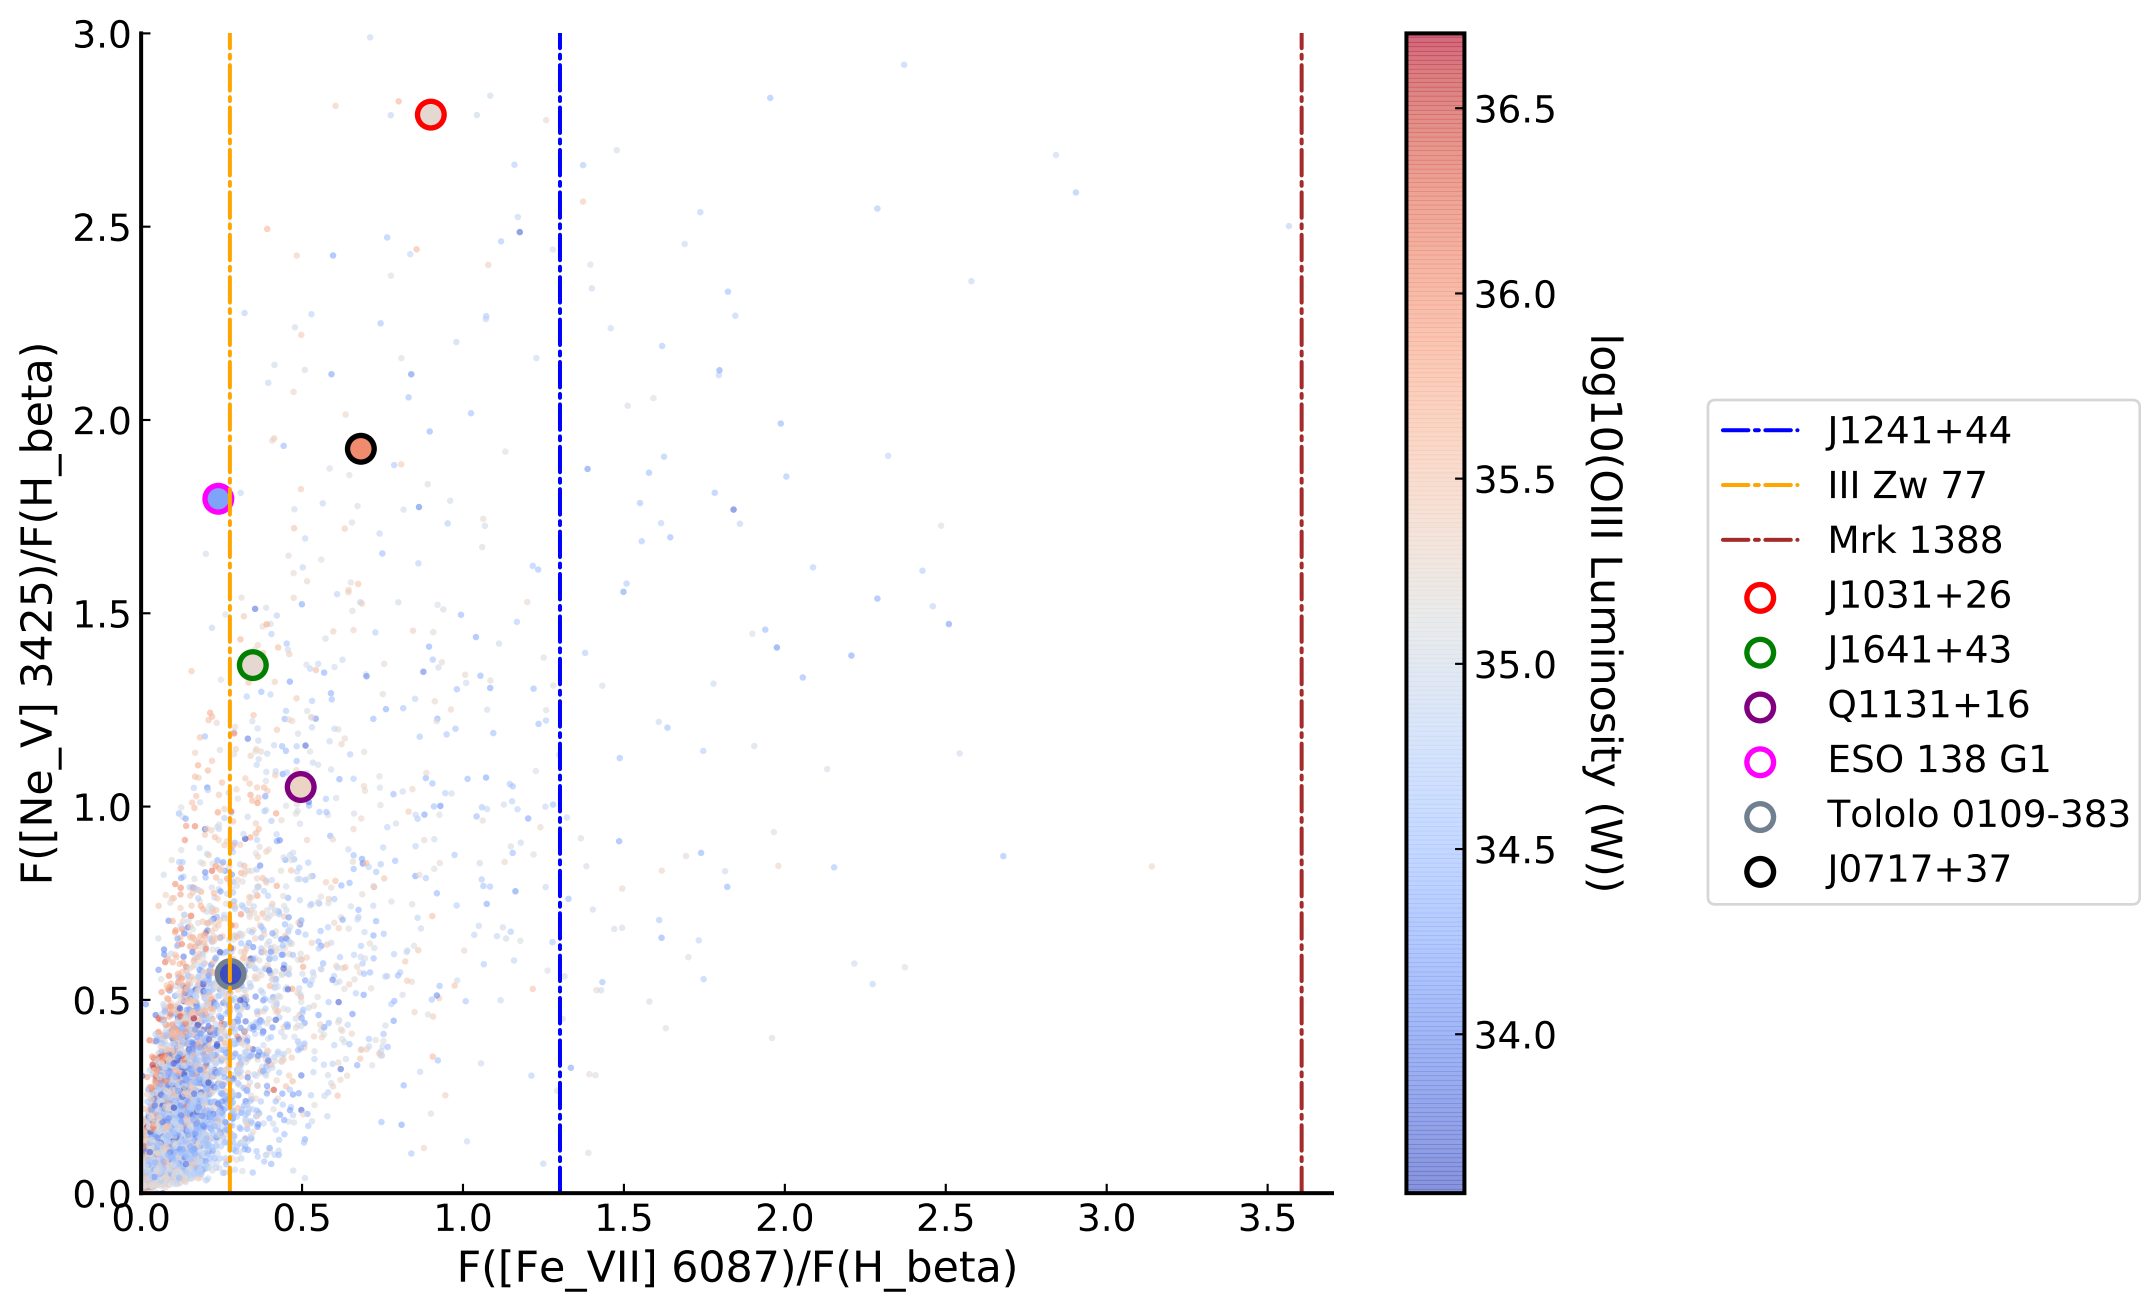 3.0
2.5
2.0
1.5
1.0
0.5
0.0
F([Ne_V] 3425)/F(H_beta)
0.0 0.5 1.0 1.5 2.0 2.5 3.0 3.5
F([Fe_VII] 6087)/F(H_beta)
36.5
36.0
35.5
35.0
34.5
34.0
log10(OIII Luminosity (W))
J1241+44
III Zw 77
Mrk 1388
J1031+26
J1641+43
Q1131+16
ESO 138 G1
Tololo 0109-383
J0717+37